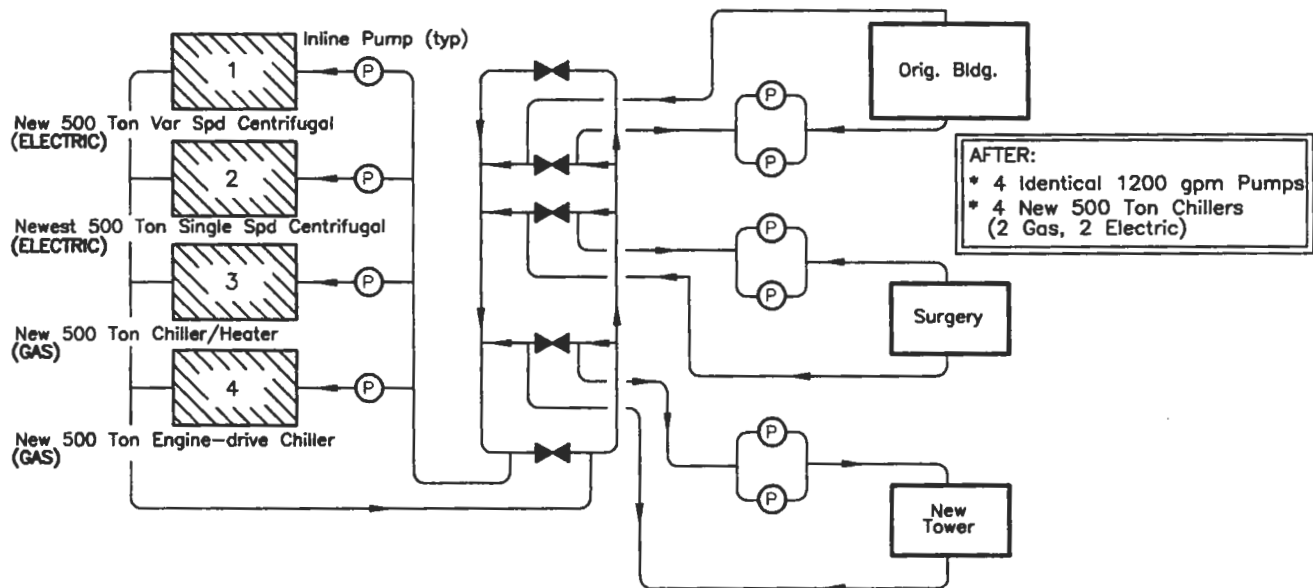 Inline Pump (typ)
1
P
New 500 Ton Var Spd Centrifugal
(ELECTRIC)
2
P
Newest 500 Ton Single Spd Centrifugal
(ELECTRIC)
3
P
New 500 Ton Chiller/Heater
(GAS)
4
P
New 500 Ton Engine-drive Chiller
(GAS)
P
P
Orig. Bldg.
P
P
Surgery
P
P
New
Tower
AFTER:
* 4 Identical 1200 gpm Pumps
* 4 New 500 Ton Chillers
(2 Gas, 2 Electric)